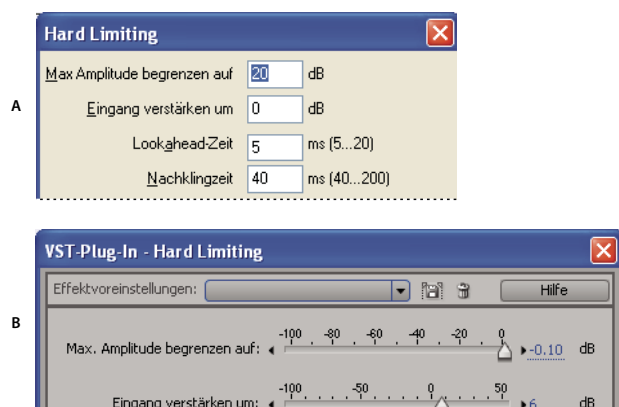 Hard Limiting
Max Amplitude begrenzen auf 20 dB
A
Eingang verstärken um 0 dB
Lookahead-Zeit 5 ms (5...20)
Nachklingzeit 40 ms (40...200)
VST-Plug-In - Hard Limiting
Effektvoreinstellungen: Hilfe
B
-100 -80 -60 -40 -20 0
Max. Amplitude begrenzen auf: -0.10 dB
-100 -50 0 50
Eingang verstärken um: 6 dB